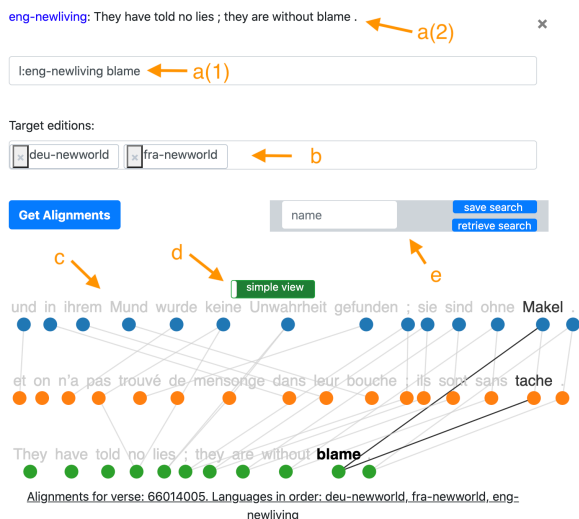 eng-newliving: They have told no lies ; they are without blame .
a(2)
×
l:eng-newliving blame
a(1)
Target editions:
× deu-newworld × fra-newworld
b
Get Alignments
name
save search
retrieve search
c
d
e
simple view
und in ihrem Mund wurde keine Unwahrheit gefunden ; sie sind ohne Makel .
et on n'a pas trouvé de mensonge dans leur bouche ; ils sont sans tache .
They have told no lies ; they are without blame .
Alignments for verse: 66014005. Languages in order: deu-newworld, fra-newworld, eng-
newliving